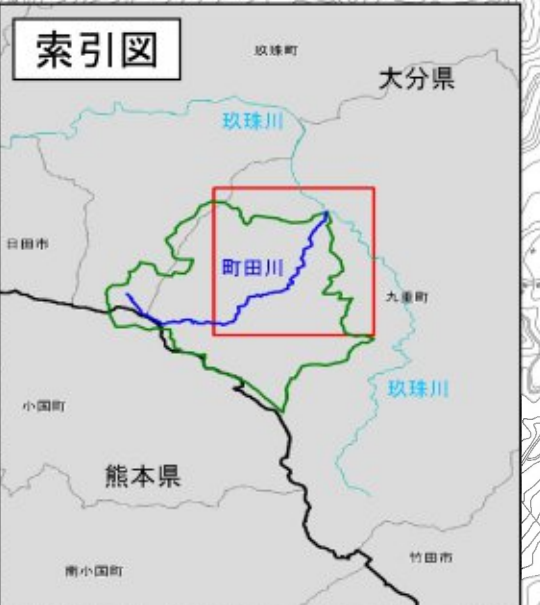 索引図
玖珠町
大分県
玖珠川
日田市
町田川
九重町
玖珠川
小国町
熊本県
竹田市
南小国町